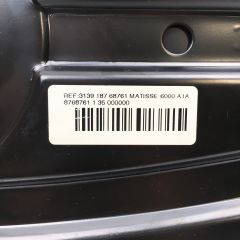 REF:3139 187 68761 MATISSE 6000 A1A
8768761 1 35 000000